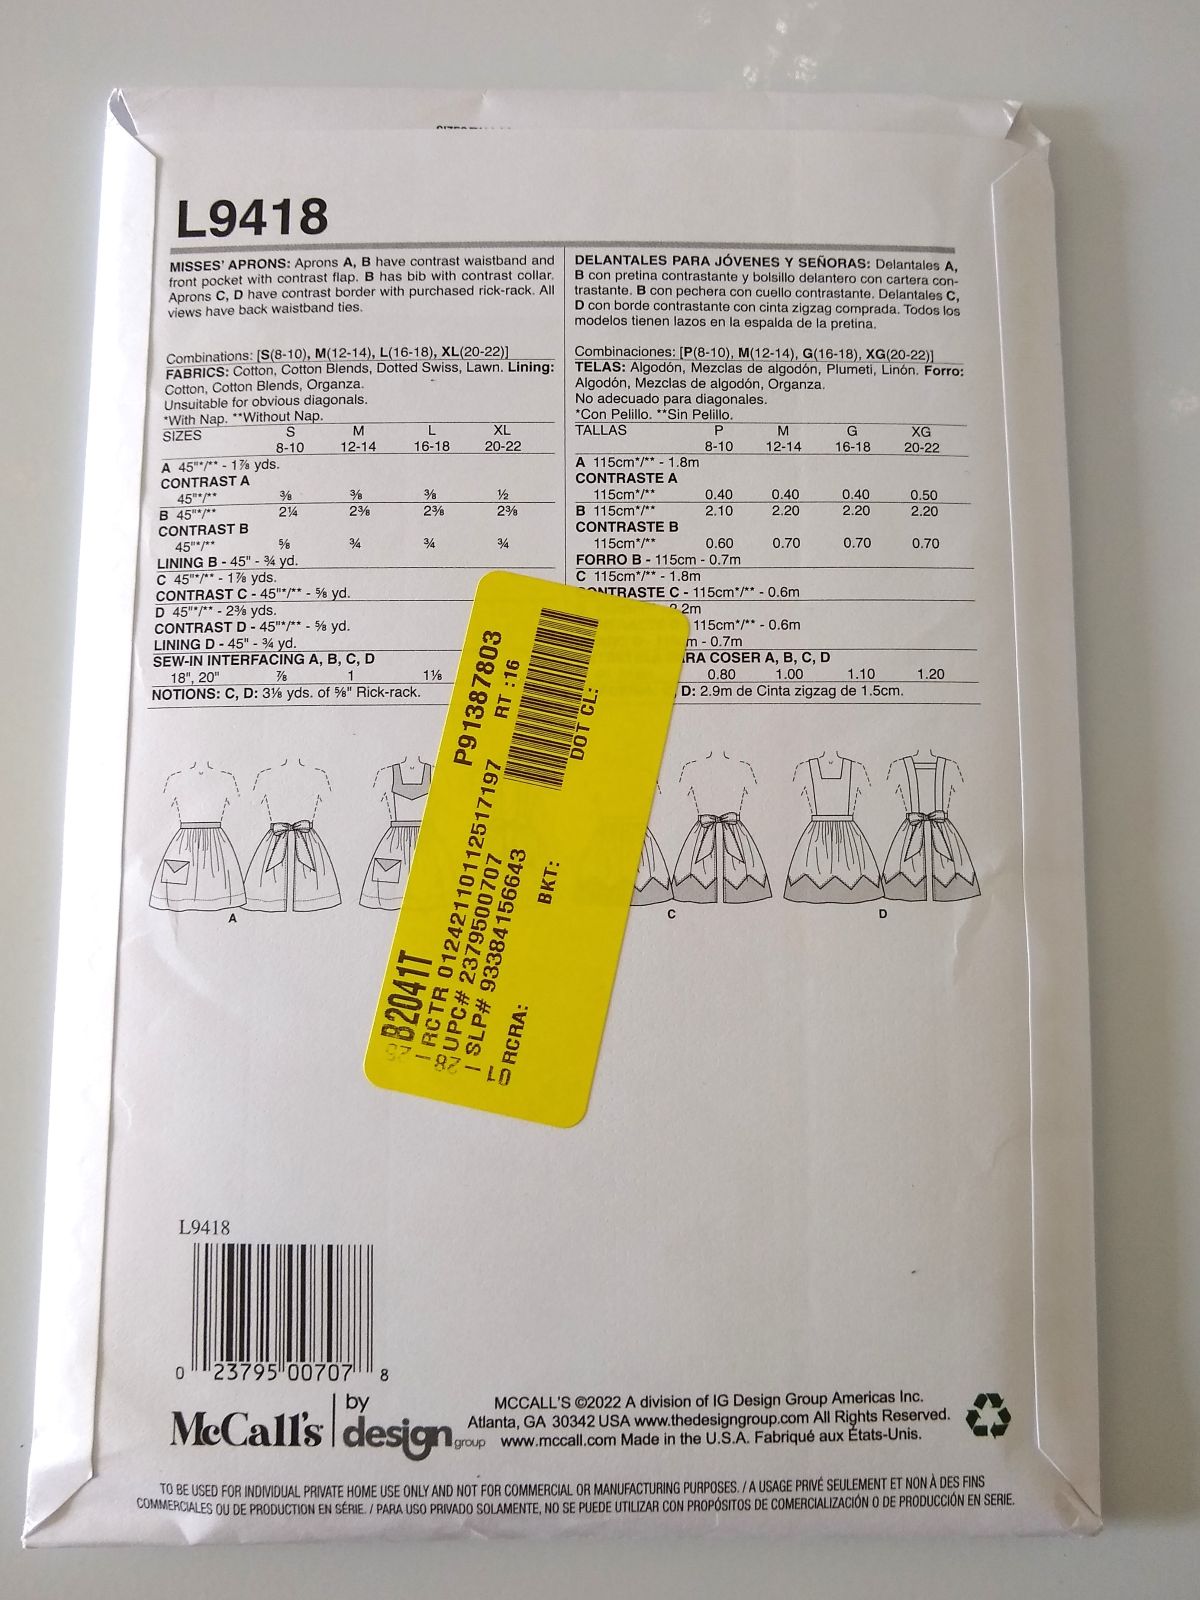 L9418
MISSES' APRONS: Aprons A, B have contrast waistband and
front pocket with contrast flap. B has bib with contrast collar.
Aprons C, D have contrast border with purchased rick-rack. All
views have back waistband ties.
Combinations: [S(8-10), M(12-14), L(16-18), XL(20-22)]
FABRICS: Cotton, Cotton Blends, Dotted Swiss, Lawn. Lining:
Cotton, Cotton Blends, Organza.
Unsuitable for obvious diagonals.
*With Nap. **Without Nap.
SIZES S M L XL
8-10 12-14 16-18 20-22
A 45"*/** - 1⅞ yds.
CONTRAST A
45"*/** ⅜ ⅜ ⅜ ½
B 45"*/** 2¼ 2⅜ 2⅜ 2⅜
CONTRAST B
45"*/** ⅝ ¾ ¾ ¾
LINING B - 45" - ¾ yd.
C 45"*/** - 1⅞ yds.
CONTRAST C - 45"*/** - ⅝ yd.
D 45"*/** - 2⅜ yds.
CONTRAST D - 45"*/** - ⅝ yd.
LINING D - 45" - ¾ yd.
SEW-IN INTERFACING A, B, C, D
18", 20" ⅞ 1 1⅛
NOTIONS: C, D: 3⅛ yds. of ⅝" Rick-rack.
DELANTALES PARA JÓVENES Y SEÑORAS: Delantales A,
B con pretina contrastante y bolsillo delantero con cartera con-
trastante. B con pechera con cuello contrastante. Delantales C,
D con borde contrastante con cinta zigzag comprada. Todos los
modelos tienen lazos en la espalda de la pretina.
Combinaciones: [P(8-10), M(12-14), G(16-18), XG(20-22)]
TELAS: Algodón, Mezclas de algodón, Plumeti, Linón. Forro:
Algodón, Mezclas de algodón, Organza.
No adecuado para diagonales.
*Con Pelillo. **Sin Pelillo.
TALLAS P M G XG
8-10 12-14 16-18 20-22
A 115cm*/** - 1.8m
CONTRASTE A
115cm*/** 0.40 0.40 0.40 0.50
B 115cm*/** 2.10 2.20 2.20 2.20
CONTRASTE B
115cm*/** 0.60 0.70 0.70 0.70
FORRO B - 115cm - 0.7m
C 115cm*/** - 1.8m
CONTRASTE C - 115cm*/** - 0.6m
2.2m
115cm*/** - 0.6m
m - 0.7m
RA COSER A, B, C, D
0.80 1.00 1.10 1.20
D: 2.9m de Cinta zigzag de 1.5cm.
A
C
D
P91387803
RT :16
DOT CL:
B2041T
RCTR 01242110112517197
UPC# 2379500707
SLP# 93384156643
BKT:
RCRA:
L9418
0 23795 00707 8
McCall's by design group
MCCALL'S ©2022 A division of IG Design Group Americas Inc.
Atlanta, GA 30342 USA www.thedesigngroup.com All Rights Reserved.
www.mccall.com Made in the U.S.A. Fabriqué aux États-Unis.
TO BE USED FOR INDIVIDUAL PRIVATE HOME USE ONLY AND NOT FOR COMMERCIAL OR MANUFACTURING PURPOSES. / A USAGE PRIVÉ SEULEMENT ET NON À DES FINS
COMMERCIALES OU DE PRODUCTION EN SÉRIE. / PARA USO PRIVADO SOLAMENTE, NO SE PUEDE UTILIZAR CON PROPÓSITOS DE COMERCIALIZACIÓN O DE PRODUCCIÓN EN SERIE.